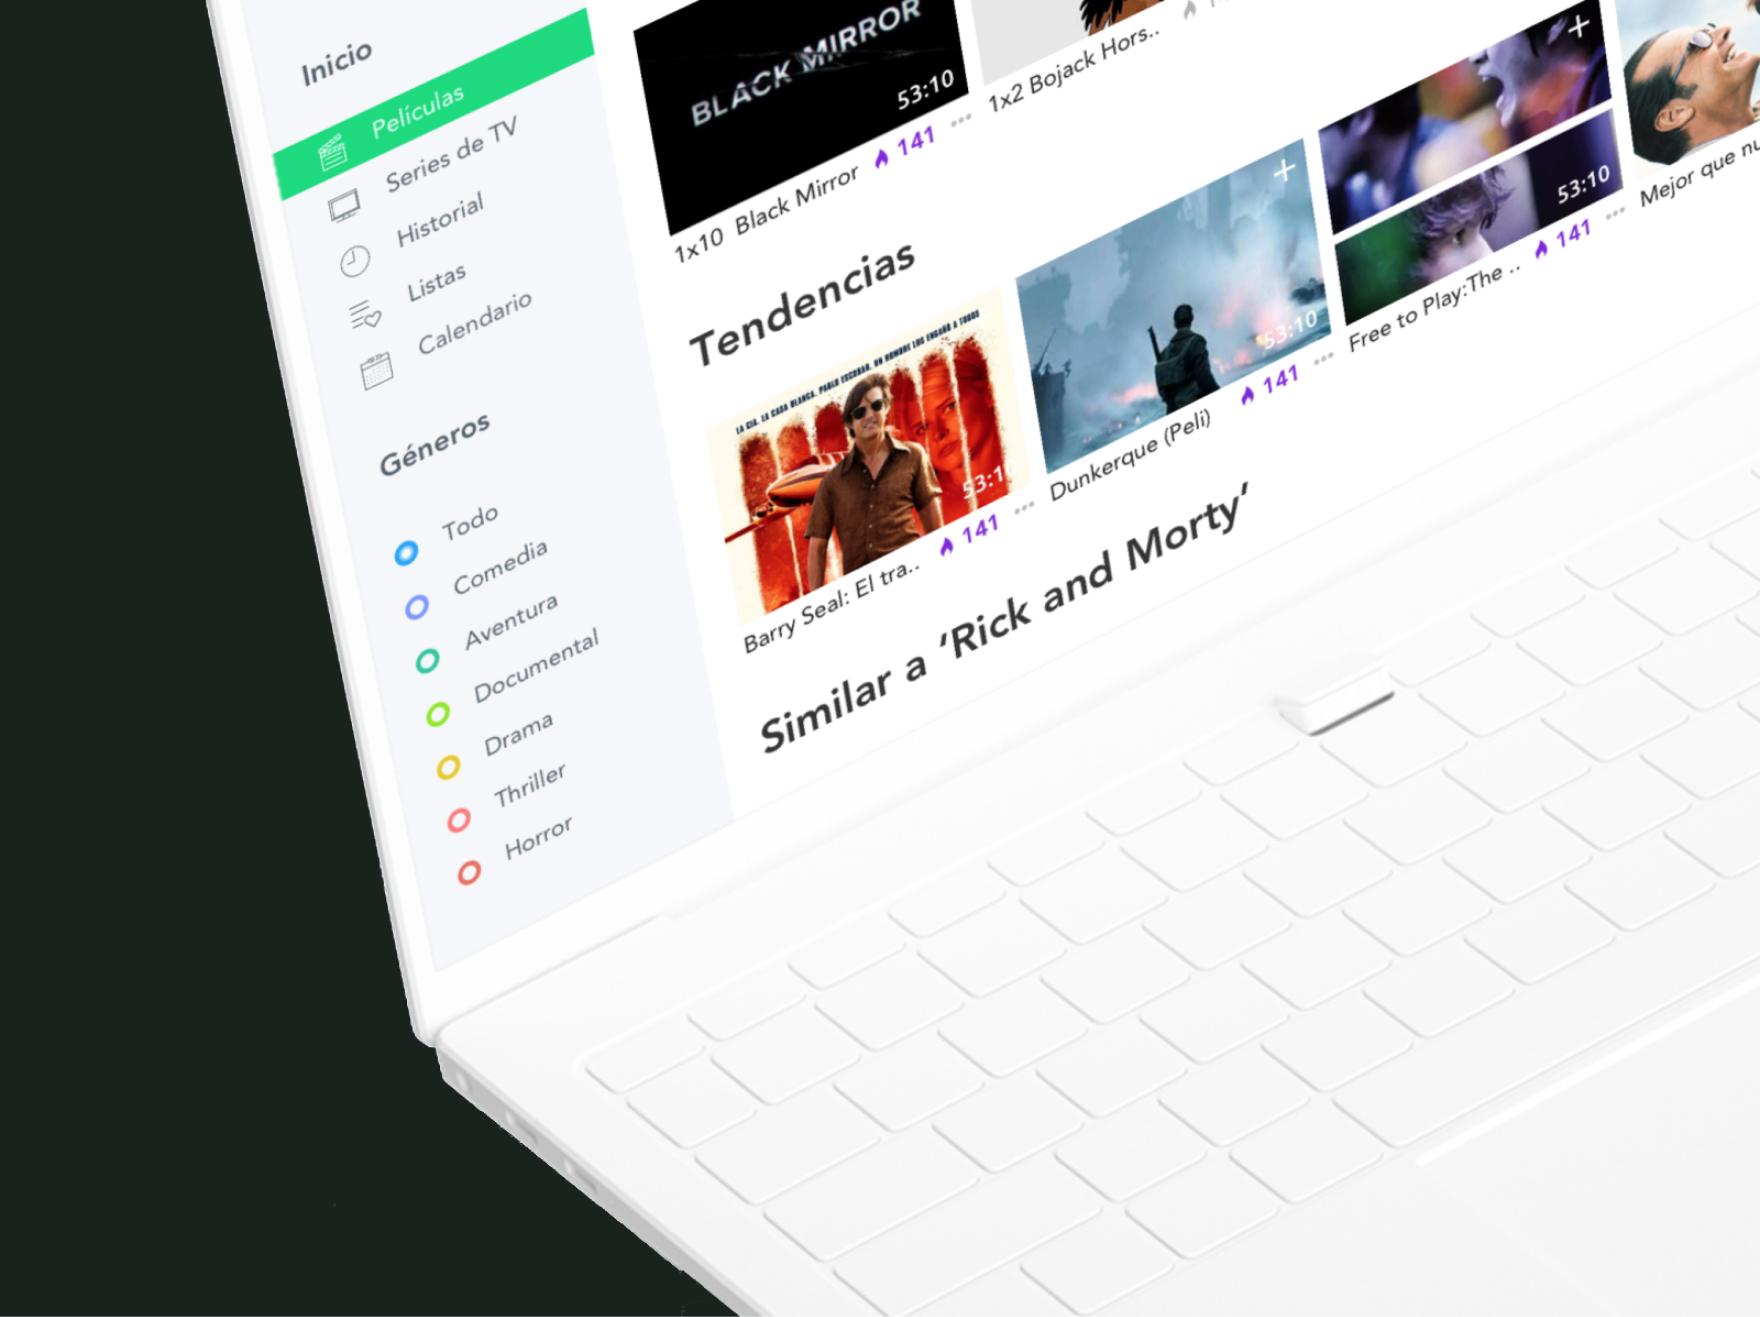 Inicio
Películas
Series de TV
Historial
Listas
Calendario
Géneros
Todo
Comedia
Aventura
Documental
Drama
Thriller
Horror
BLACK MIRROR
53:10
1x10 Black Mirror 141 •••
1x2 Bojack Hors..
Tendencias
LA CIA. LA CASA BLANCA. PABLO ESCOBAR. UN HOMBRE LOS ENGAÑÓ A TODOS
53:10
Barry Seal: El tra.. 141 •••
+
53:10
Dunkerque (Peli) 141 •••
+
53:10
Free to Play:The .. 141 •••
Mejor que
Similar a ‘Rick and Morty’